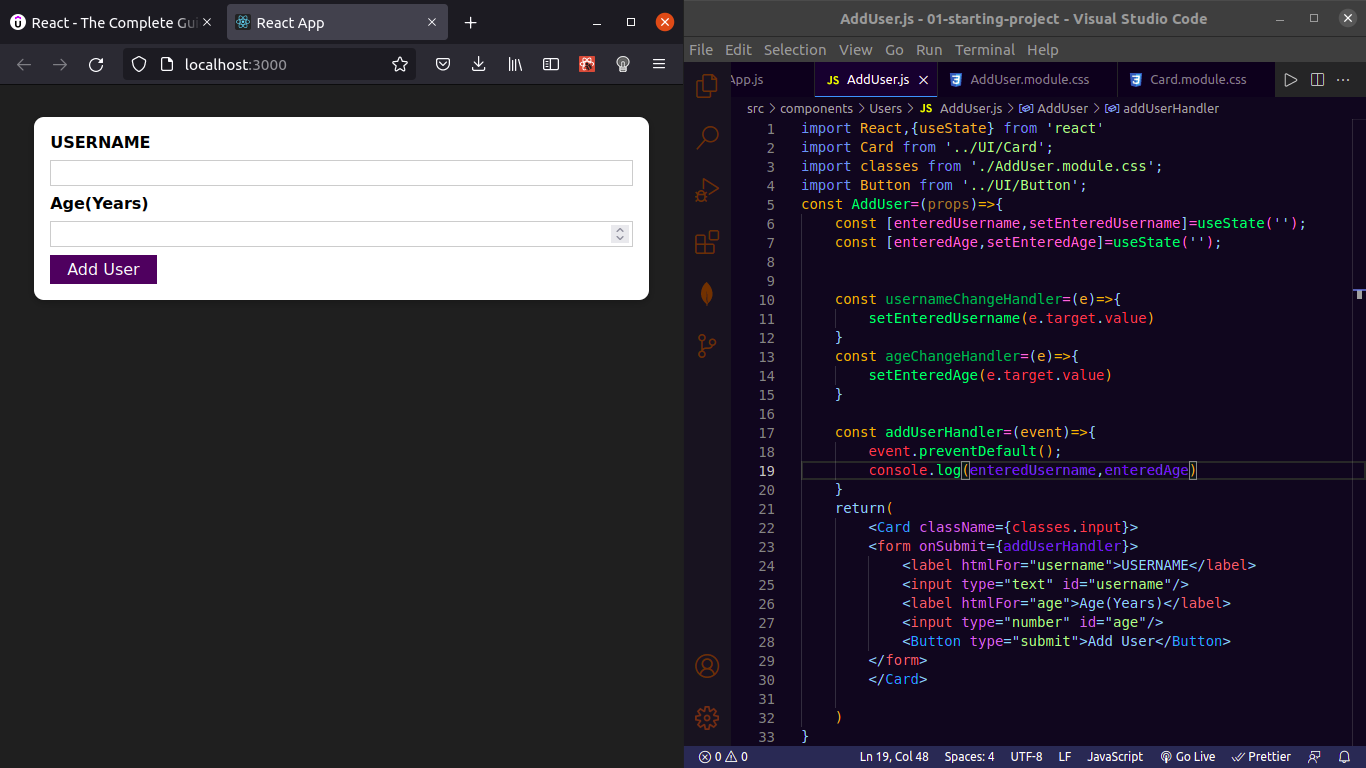 React - The Complete Gui
React App
localhost:3000
USERNAME
Age(Years)
Add User
AddUser.js - 01-starting-project - Visual Studio Code
File Edit Selection View Go Run Terminal Help
App.js
JS AddUser.js
AddUser.module.css
Card.module.css
src > components > Users > JS AddUser.js > AddUser > addUserHandler
1 import React,{useState} from 'react'
2 import Card from '../UI/Card';
3 import classes from './AddUser.module.css';
4 import Button from '../UI/Button';
5 const AddUser=(props)=>{
6 const [enteredUsername,setEnteredUsername]=useState('');
7 const [enteredAge,setEnteredAge]=useState('');
8
9
10 const usernameChangeHandler=(e)=>{
11 setEnteredUsername(e.target.value)
12 }
13 const ageChangeHandler=(e)=>{
14 setEnteredAge(e.target.value)
15 }
16
17 const addUserHandler=(event)=>{
18 event.preventDefault();
19 console.log(enteredUsername,enteredAge)
20 }
21 return(
22 <Card className={classes.input}>
23 <form onSubmit={addUserHandler}>
24 <label htmlFor="username">USERNAME</label>
25 <input type="text" id="username"/>
26 <label htmlFor="age">Age(Years)</label>
27 <input type="number" id="age"/>
28 <Button type="submit">Add User</Button>
29 </form>
30 </Card>
31
32 )
33 }
0 0 Ln 19, Col 48 Spaces: 4 UTF-8 LF JavaScript Go Live Prettier